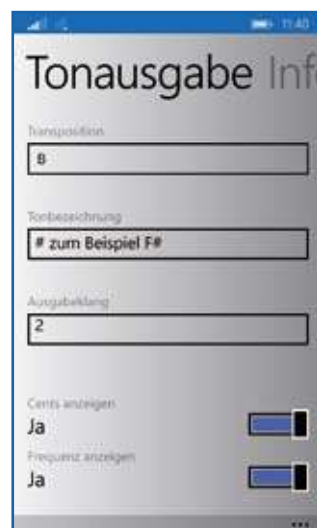 11:40
Tonausgabe Inf
Transposition
B
Tonbezeichnung
# zum Beispiel F#
Ausgabeklang
2
Cents anzeigen
Ja
Frequenz anzeigen
Ja